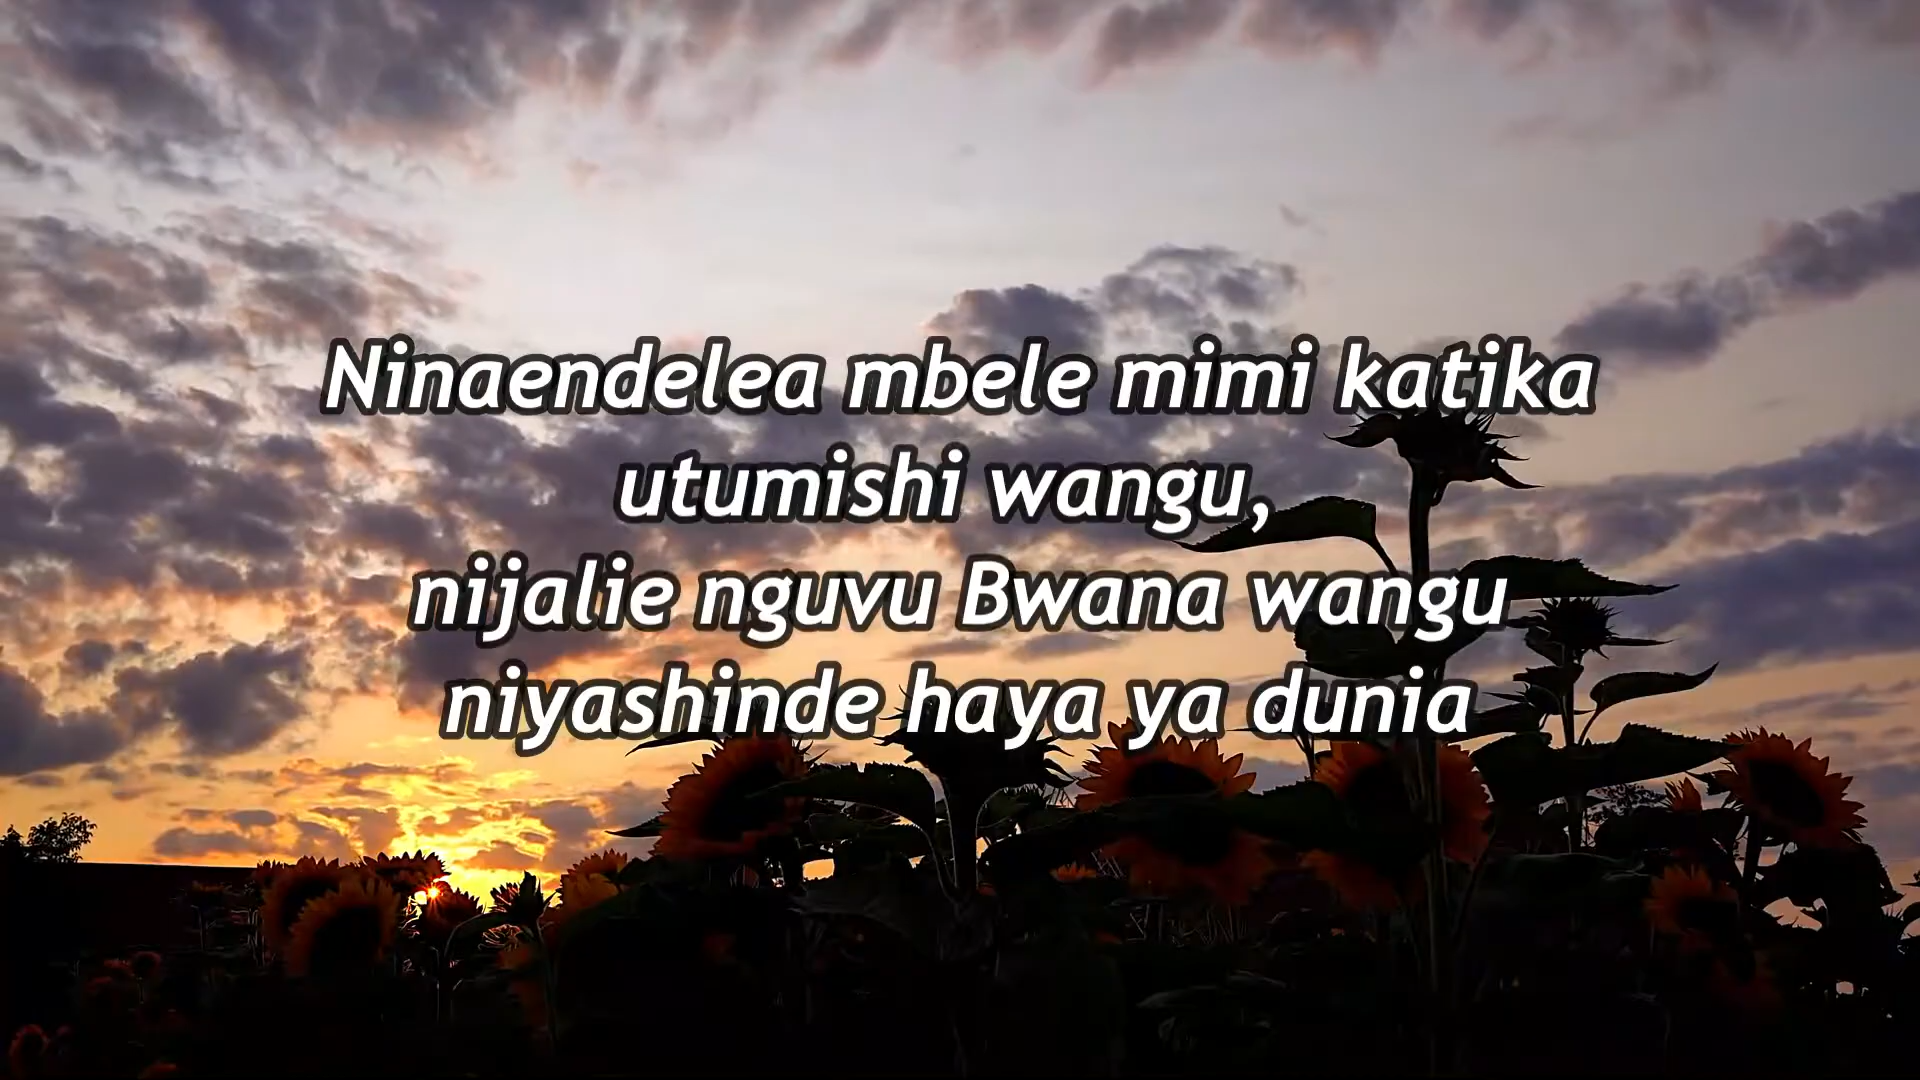 Ninaendelea mbele mimi katika
utumishi wangu,
nijalie nguvu Bwana wangu
niyashinde haya ya dunia